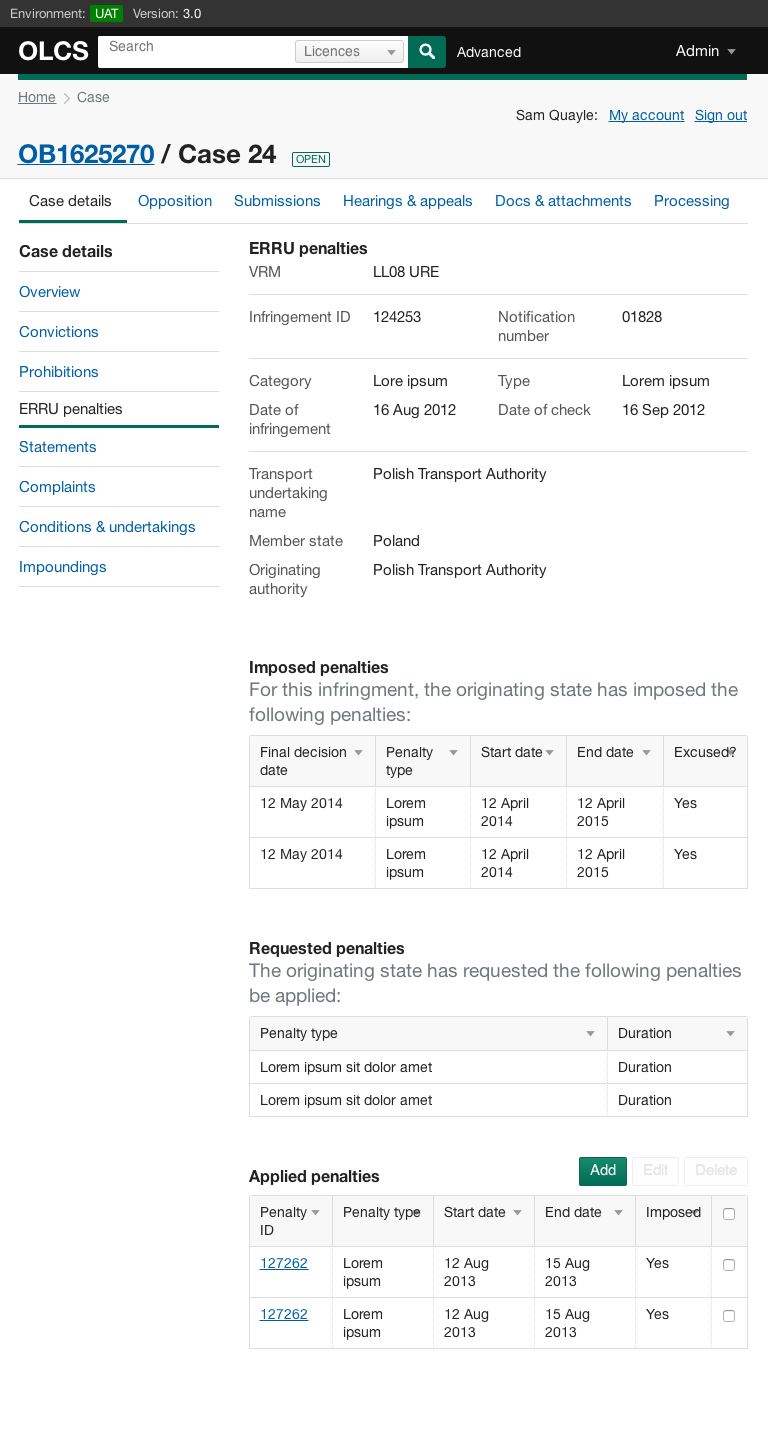 Environment: UAT Version: 3.0
OLCS Search Licences Advanced Admin
Home Case
Sam Quayle: My account Sign out
OB1625270 / Case 24 OPEN
Case details Opposition Submissions Hearings & appeals Docs & attachments Processing
Case details
Overview
Convictions
Prohibitions
ERRU penalties
Statements
Complaints
Conditions & undertakings
Impoundings
ERRU penalties
VRM LL08 URE
Infringement ID 124253 Notification number 01828
Category Lore ipsum Type Lorem ipsum
Date of infringement 16 Aug 2012 Date of check 16 Sep 2012
Transport undertaking name Polish Transport Authority
Member state Poland
Originating authority Polish Transport Authority
Imposed penalties
For this infringment, the originating state has imposed the
following penalties:
Final decision date Penalty type Start date End date Excused?
12 May 2014 Lorem ipsum 12 April 2014 12 April 2015 Yes
12 May 2014 Lorem ipsum 12 April 2014 12 April 2015 Yes
Requested penalties
The originating state has requested the following penalties
be applied:
Penalty type Duration
Lorem ipsum sit dolor amet Duration
Lorem ipsum sit dolor amet Duration
Applied penalties Add Edit Delete
Penalty ID Penalty type Start date End date Imposed
127262 Lorem ipsum 12 Aug 2013 15 Aug 2013 Yes
127262 Lorem ipsum 12 Aug 2013 15 Aug 2013 Yes